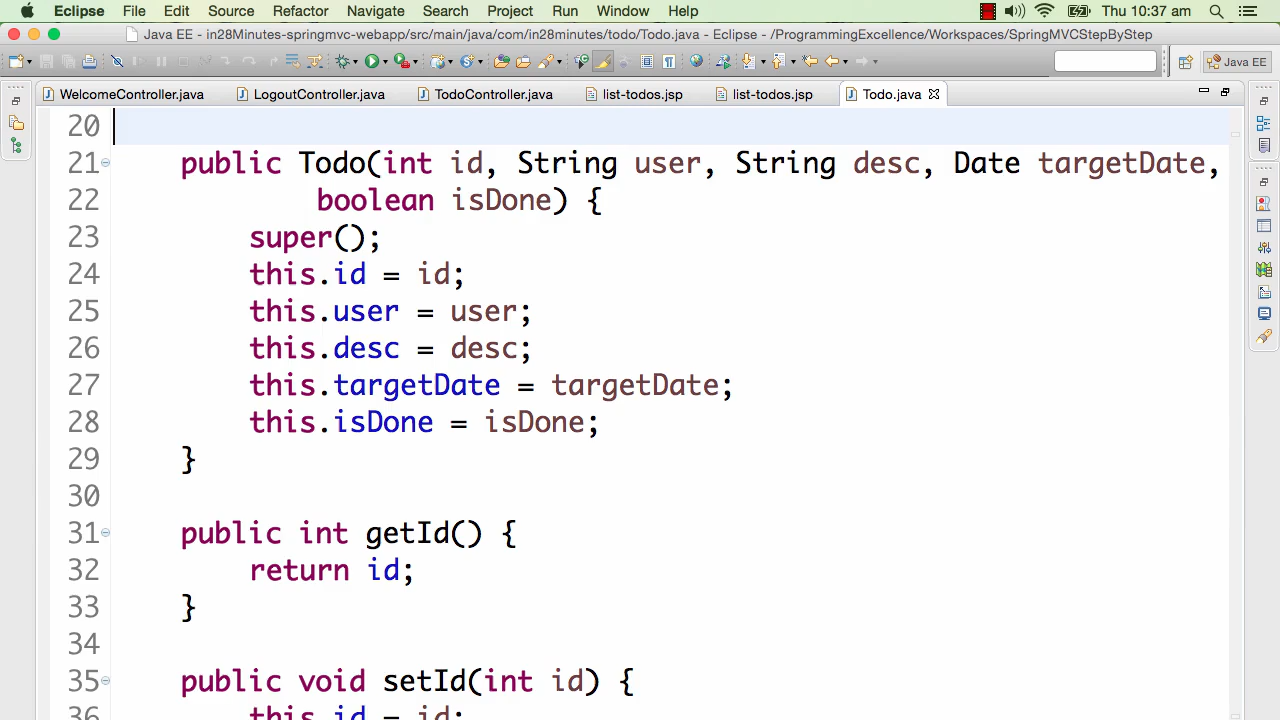 Eclipse File Edit Source Refactor Navigate Search Project Run Window Help Thu 10:37 am
Java EE - in28Minutes-springmvc-webapp/src/main/java/com/in28minutes/todo/Todo.java - Eclipse - /ProgrammingExcellence/Workspaces/SpringMVCStepByStep
Java EE
WelcomeController.java LogoutController.java TodoController.java list-todos.jsp list-todos.jsp Todo.java
20
21 public Todo(int id, String user, String desc, Date targetDate,
22 boolean isDone) {
23 super();
24 this.id = id;
25 this.user = user;
26 this.desc = desc;
27 this.targetDate = targetDate;
28 this.isDone = isDone;
29 }
30
31 public int getId() {
32 return id;
33 }
34
35 public void setId(int id) {
36 this.id = id;